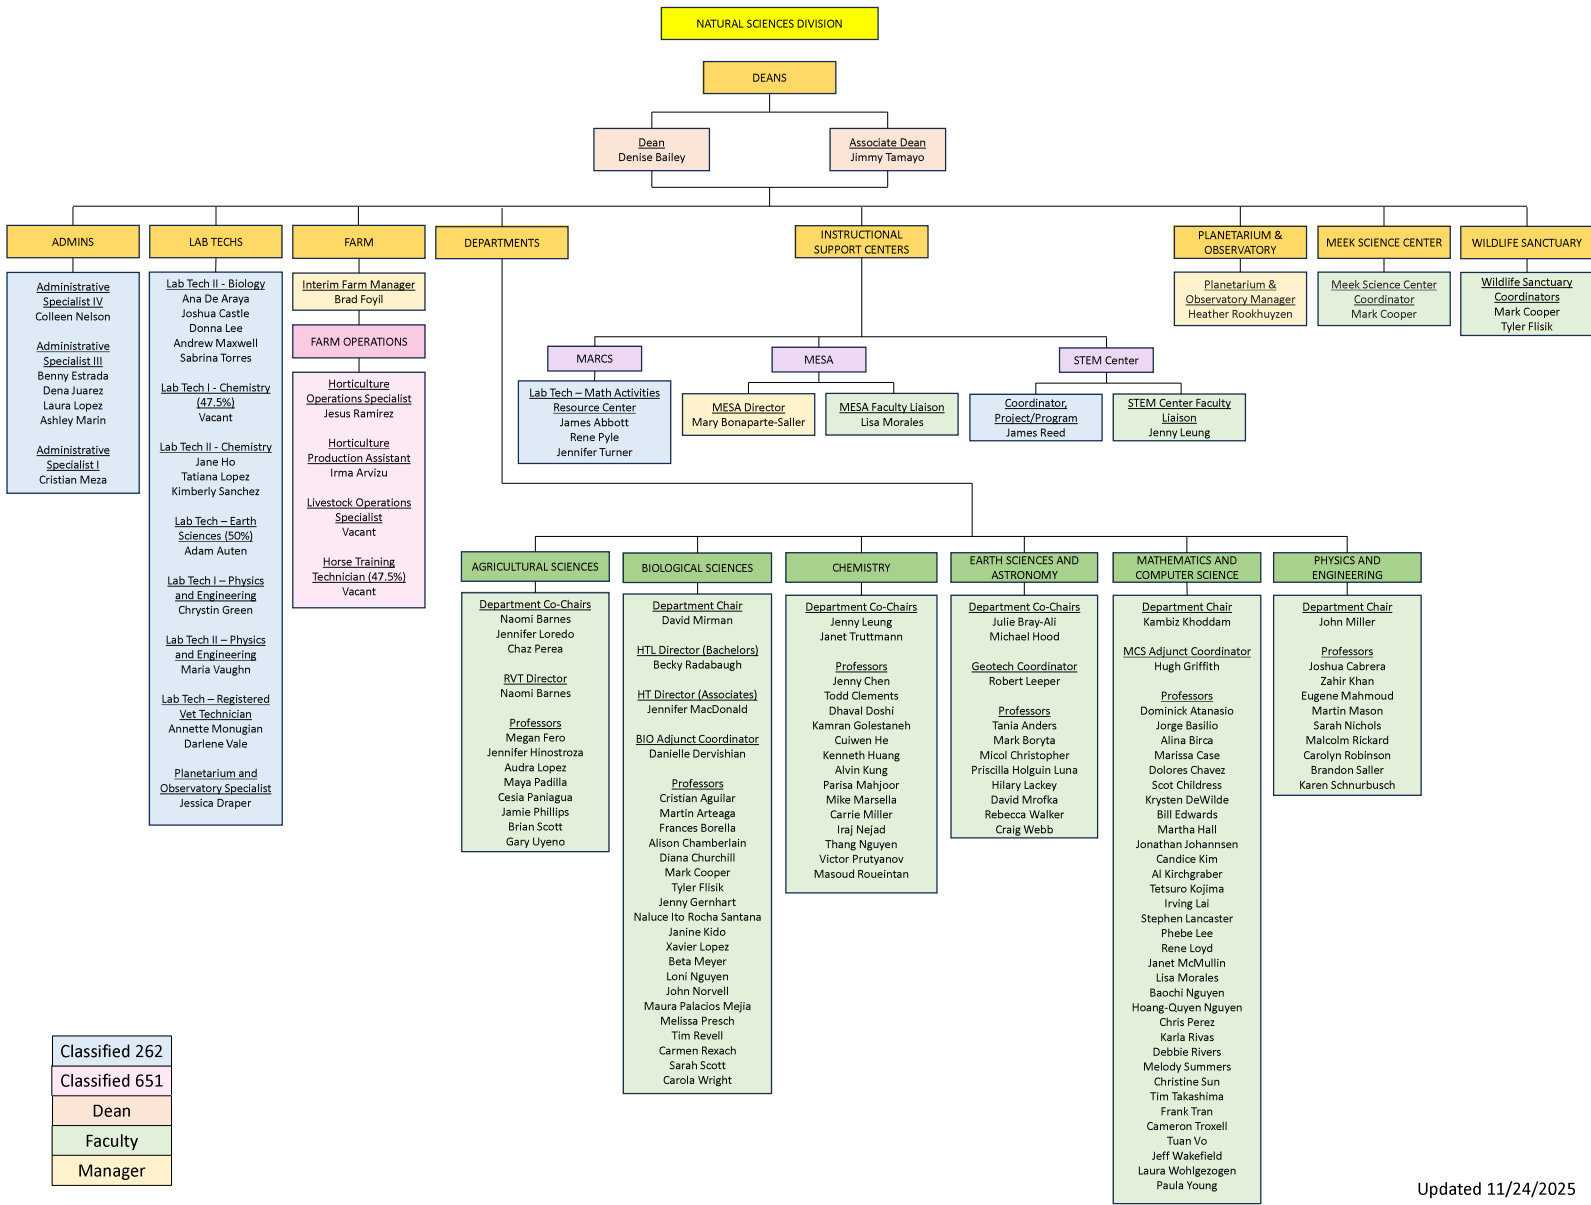 NATURAL SCIENCES DIVISION
DEANS
Dean
Denise Bailey
Associate Dean
Jimmy Tamayo
ADMINS
Administrative
Specialist IV
Colleen Nelson
Administrative
Specialist III
Benny Estrada
Dena Juarez
Laura Lopez
Ashley Marin
Administrative
Specialist I
Cristian Meza
LAB TECHS
Lab Tech II - Biology
Ana De Araya
Joshua Castle
Donna Lee
Andrew Maxwell
Sabrina Torres
Lab Tech I - Chemistry
(47.5%)
Vacant
Lab Tech II - Chemistry
Jane Ho
Tatiana Lopez
Kimberly Sanchez
Lab Tech – Earth
Sciences (50%)
Adam Auten
Lab Tech I – Physics
and Engineering
Chrystin Green
Lab Tech II – Physics
and Engineering
Maria Vaughn
Lab Tech – Registered
Vet Technician
Annette Monugian
Darlene Vale
Planetarium and
Observatory Specialist
Jessica Draper
FARM
Interim Farm Manager
Brad Foyil
FARM OPERATIONS
Horticulture
Operations Specialist
Jesus Ramirez
Horticulture
Production Assistant
Irma Arvizu
Livestock Operations
Specialist
Vacant
Horse Training
Technician (47.5%)
Vacant
DEPARTMENTS
INSTRUCTIONAL
SUPPORT CENTERS
MARCS
Lab Tech – Math Activities
Resource Center
James Abbott
Rene Pyle
Jennifer Turner
MESA
MESA Director
Mary Bonaparte-Saller
MESA Faculty Liaison
Lisa Morales
STEM Center
Coordinator,
Project/Program
James Reed
STEM Center Faculty
Liaison
Jenny Leung
PLANETARIUM &
OBSERVATORY
Planetarium &
Observatory Manager
Heather Rookhuyzen
MEEK SCIENCE CENTER
Meek Science Center
Coordinator
Mark Cooper
WILDLIFE SANCTUARY
Wildlife Sanctuary
Coordinators
Mark Cooper
Tyler Flisik
AGRICULTURAL SCIENCES
Department Co-Chairs
Naomi Barnes
Jennifer Loredo
Chaz Perea
RVT Director
Naomi Barnes
Professors
Megan Fero
Jennifer Hinostroza
Audra Lopez
Maya Padilla
Cesia Paniagua
Jamie Phillips
Brian Scott
Gary Uyeno
BIOLOGICAL SCIENCES
Department Chair
David Mirman
HTL Director (Bachelors)
Becky Radabaugh
HT Director (Associates)
Jennifer MacDonald
BIO Adjunct Coordinator
Danielle Dervishian
Professors
Cristian Aguilar
Martin Arteaga
Frances Borella
Alison Chamberlain
Diana Churchill
Mark Cooper
Tyler Flisik
Jenny Gernhart
Naluce Ito Rocha Santana
Janine Kido
Xavier Lopez
Beta Meyer
Loni Nguyen
John Norvell
Maura Palacios Mejia
Melissa Presch
Tim Revell
Carmen Rexach
Sarah Scott
Carola Wright
CHEMISTRY
Department Co-Chairs
Jenny Leung
Janet Truttmann
Professors
Jenny Chen
Todd Clements
Dhaval Doshi
Kamran Golestaneh
Cuiwen He
Kenneth Huang
Alvin Kung
Parisa Mahjoor
Mike Marsella
Carrie Miller
Iraj Nejad
Thang Nguyen
Victor Prutyanov
Masoud Roueintan
EARTH SCIENCES AND
ASTRONOMY
Department Co-Chairs
Julie Bray-Ali
Michael Hood
Geotech Coordinator
Robert Leeper
Professors
Tania Anders
Mark Boryta
Micol Christopher
Priscilla Holguin Luna
Hilary Lackey
David Mrofka
Rebecca Walker
Craig Webb
MATHEMATICS AND
COMPUTER SCIENCE
Department Chair
Kambiz Khoddam
MCS Adjunct Coordinator
Hugh Griffith
Professors
Dominick Atanasio
Jorge Basilio
Alina Birca
Marissa Case
Dolores Chavez
Scot Childress
Krysten DeWilde
Bill Edwards
Martha Hall
Jonathan Johannsen
Candice Kim
Al Kirchgraber
Tetsuro Kojima
Irving Lai
Stephen Lancaster
Phebe Lee
Rene Loyd
Janet McMullin
Lisa Morales
Baochi Nguyen
Hoang-Quyen Nguyen
Chris Perez
Karla Rivas
Debbie Rivers
Melody Summers
Christine Sun
Tim Takashima
Frank Tran
Cameron Troxell
Tuan Vo
Jeff Wakefield
Laura Wohlgezogen
Paula Young
PHYSICS AND
ENGINEERING
Department Chair
John Miller
Professors
Joshua Cabrera
Zahir Khan
Eugene Mahmoud
Martin Mason
Sarah Nichols
Malcolm Rickard
Carolyn Robinson
Brandon Saller
Karen Schnurbusch
Classified 262
Classified 651
Dean
Faculty
Manager
Updated 11/24/2025